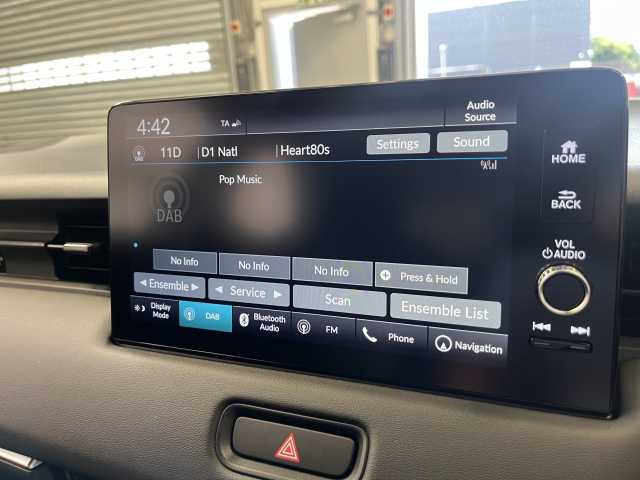 4:42 TA Audio Source
DAB 11D D1 Natl Heart80s Settings Sound
Pop Music
DAB
No Info No Info No Info Press & Hold
Ensemble Service Scan Ensemble List
Display Mode DAB Bluetooth Audio FM Phone Navigation
HOME
BACK
VOL
AUDIO